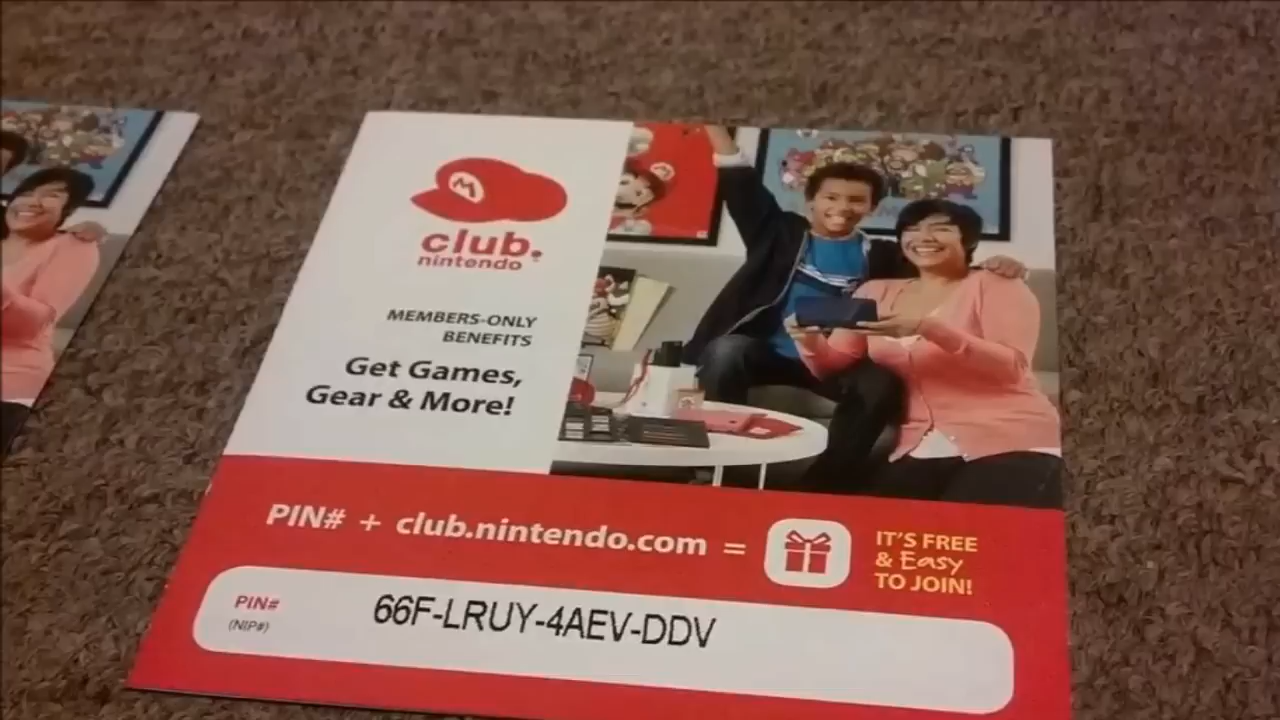 M
club.
nintendo
MEMBERS-ONLY
BENEFITS
Get Games,
Gear & More!
PIN# + club.nintendo.com =
IT'S FREE
& Easy
TO JOIN!
PIN#
(NIP#)
66F-LRUY-4AEV-DDV